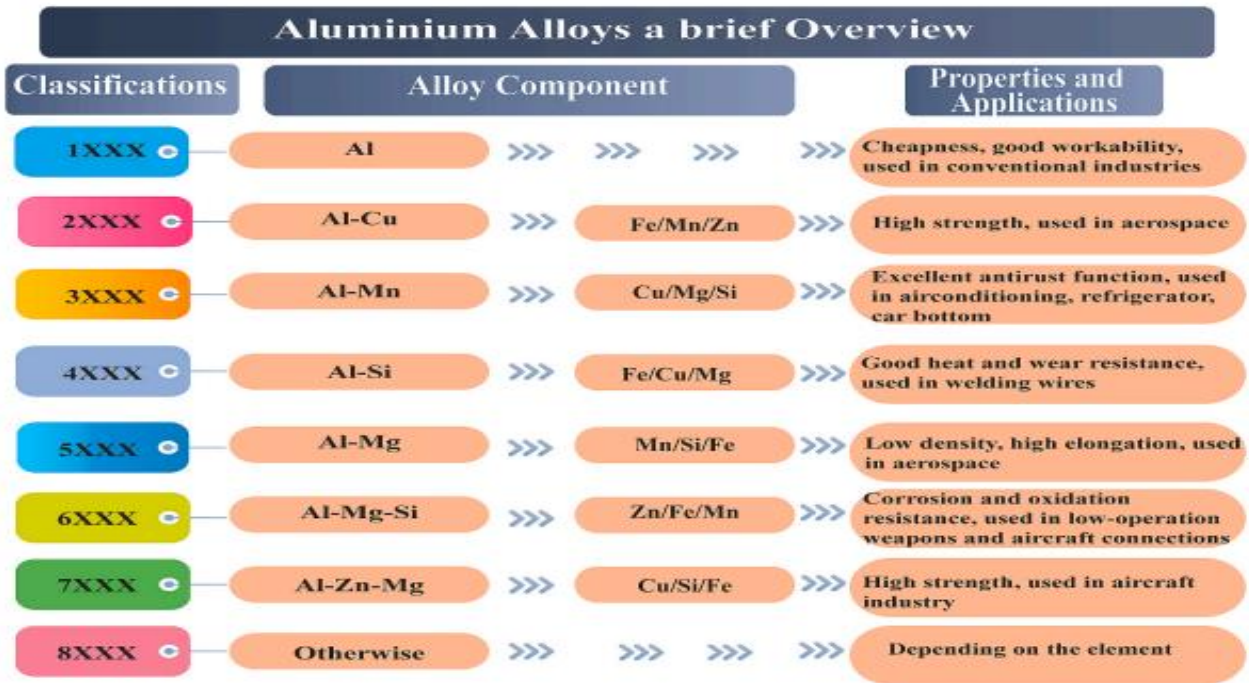 Aluminium Alloys a brief Overview
Classifications
Alloy Component
Properties and
Applications
1XXX
Al
Cheapness, good workability,
used in conventional industries
2XXX
Al-Cu
Fe/Mn/Zn
High strength, used in aerospace
3XXX
Al-Mn
Cu/Mg/Si
Excellent antirust function, used
in airconditioning, refrigerator,
car bottom
4XXX
Al-Si
Fe/Cu/Mg
Good heat and wear resistance,
used in welding wires
5XXX
Al-Mg
Mn/Si/Fe
Low density, high elongation, used
in aerospace
6XXX
Al-Mg-Si
Zn/Fe/Mn
Corrosion and oxidation
resistance, used in low-operation
weapons and aircraft connections
7XXX
Al-Zn-Mg
Cu/Si/Fe
High strength, used in aircraft
industry
8XXX
Otherwise
Depending on the element